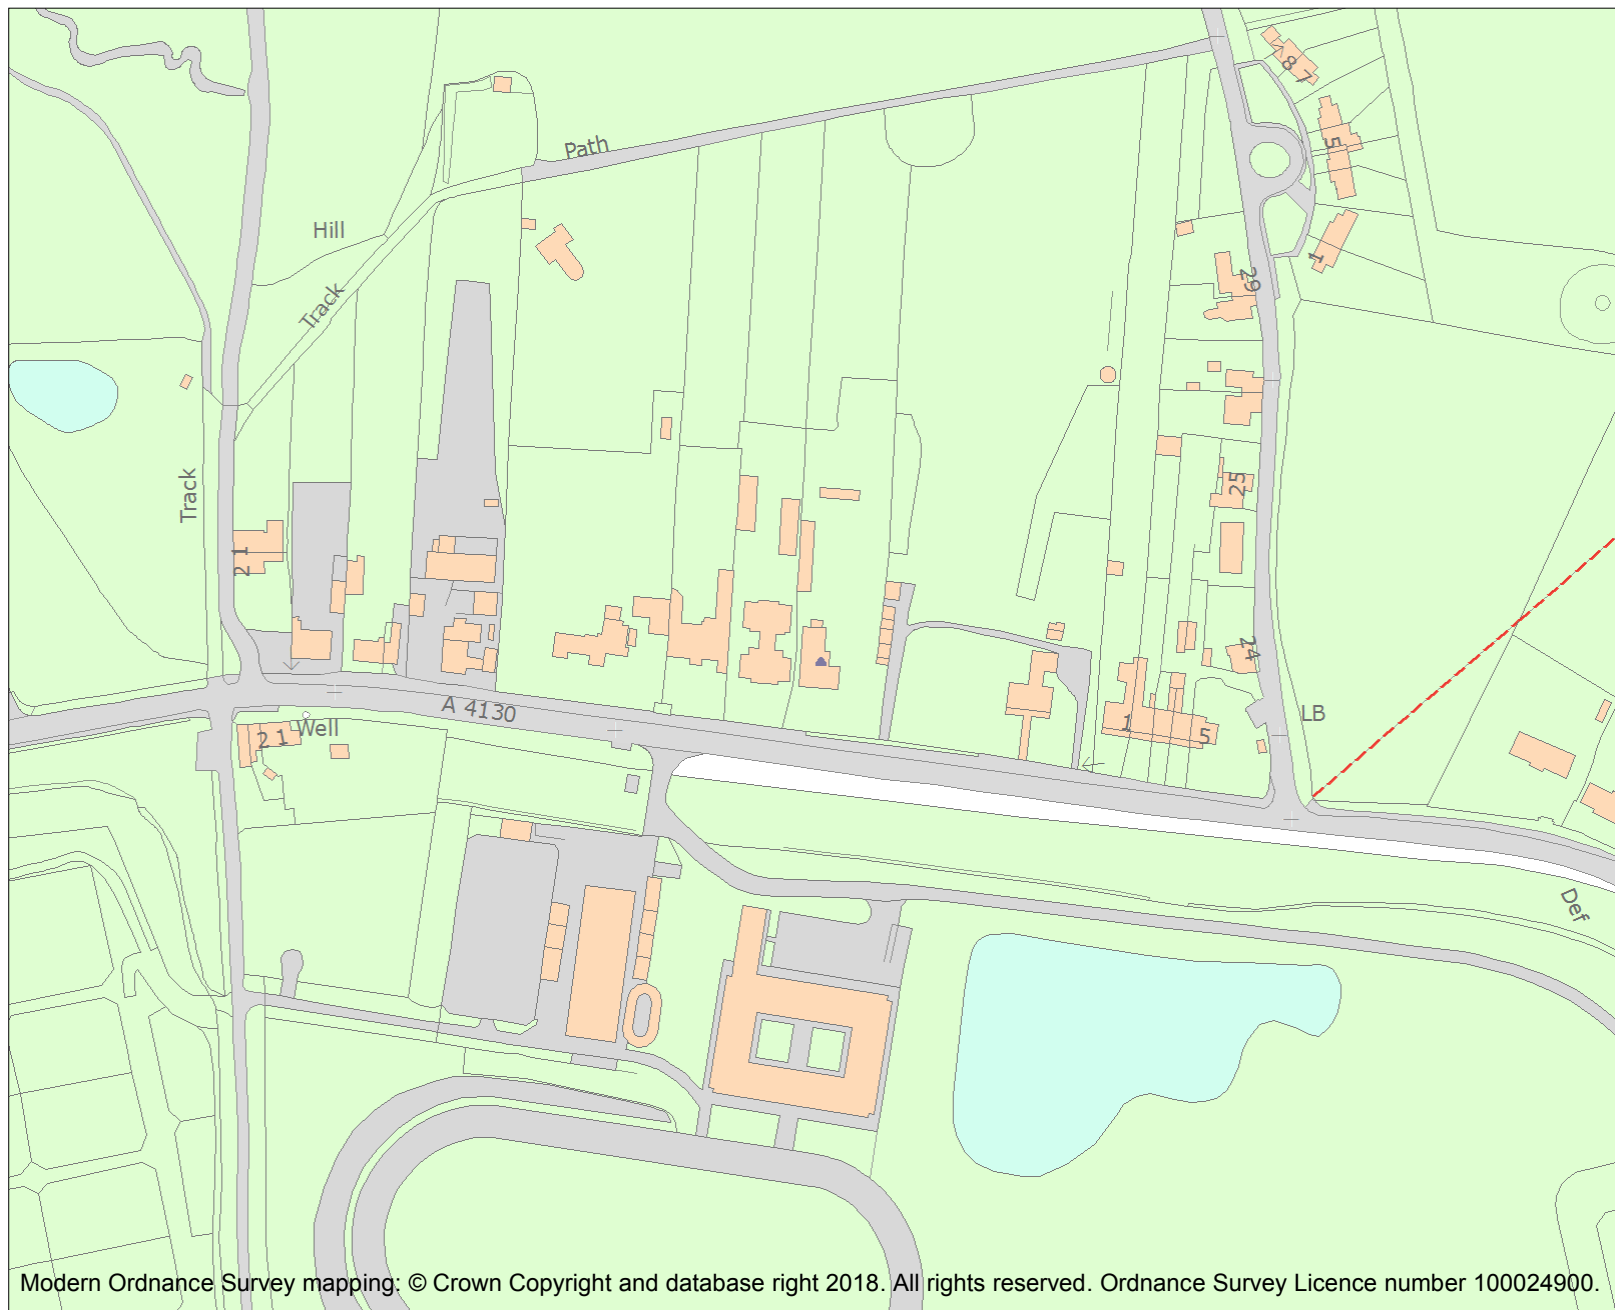 8 7
5
Path
Hill
1
29
Track
Track
25
2 1
24
A 4130
LB
Well
2 1
1
5
Def
Modern Ordnance Survey mapping: © Crown Copyright and database right 2018. All rights reserved. Ordnance Survey Licence number 100024900.